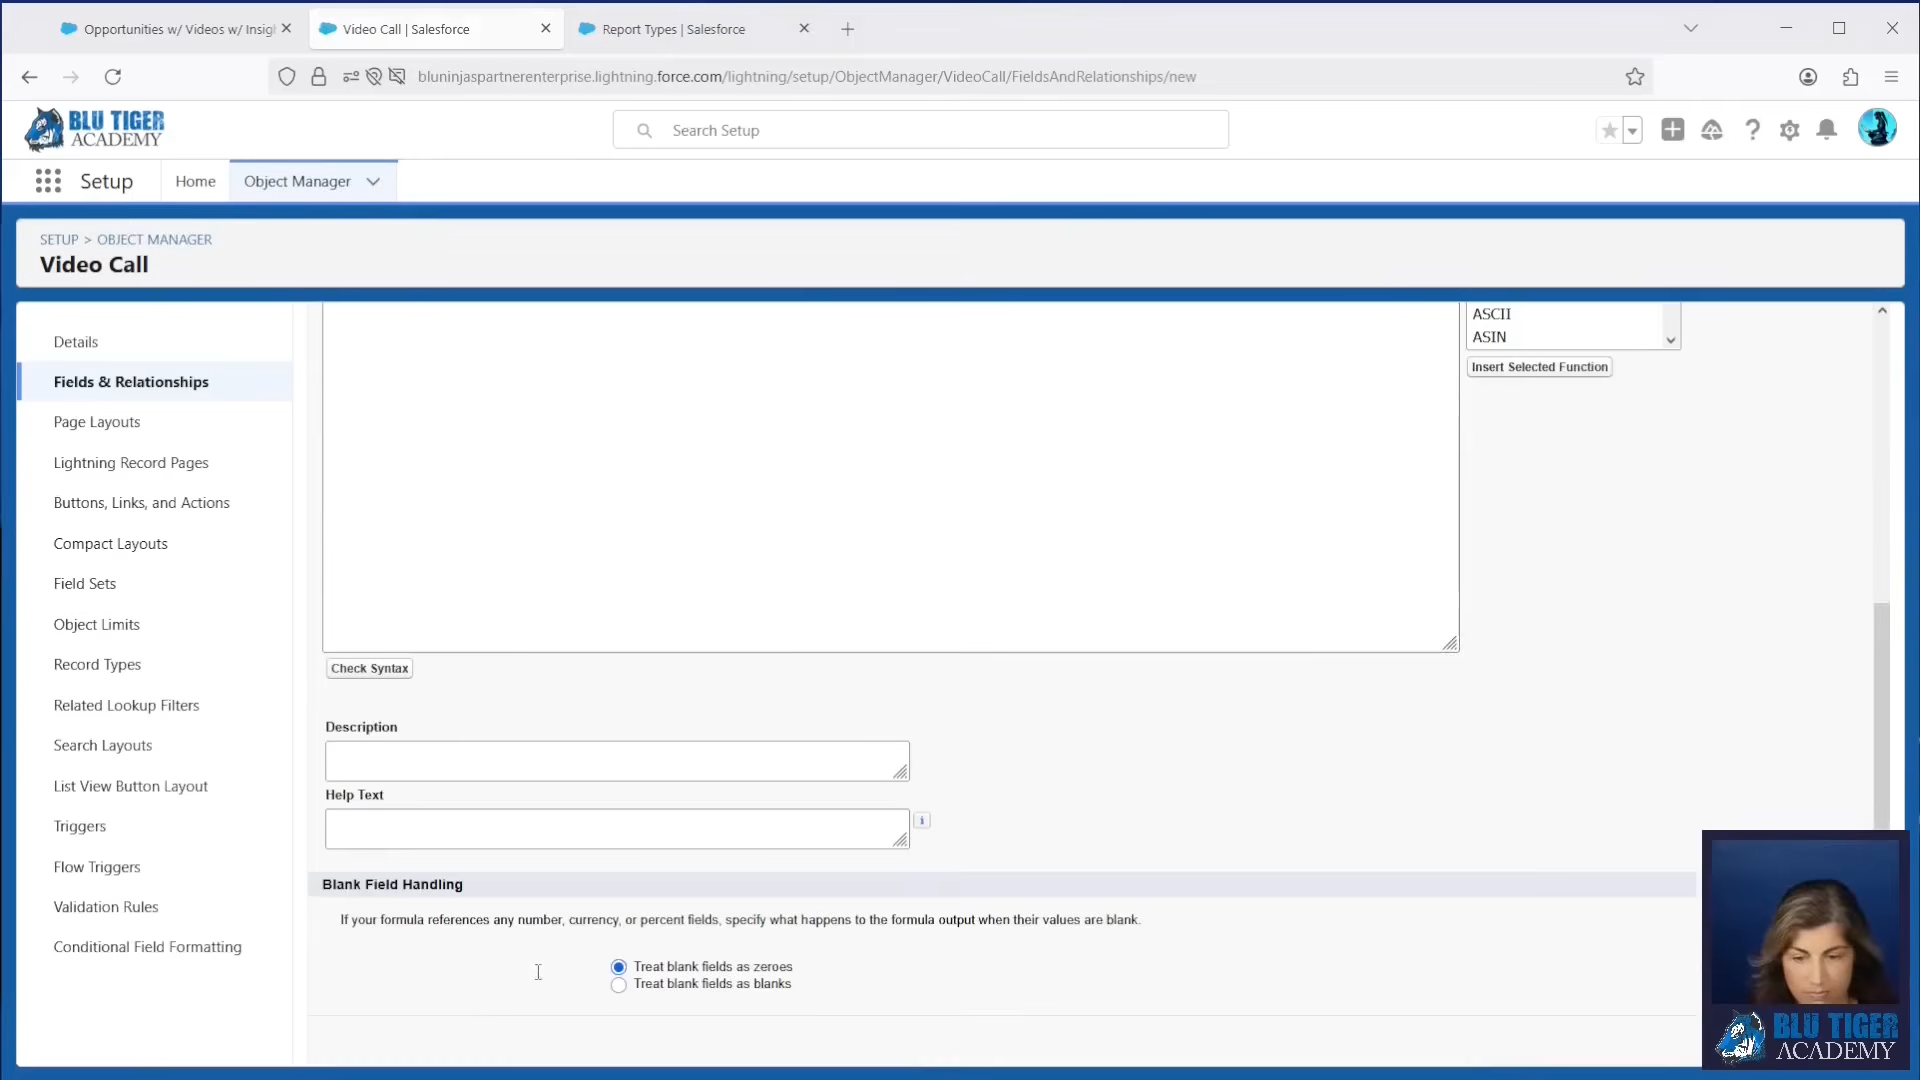 Opportunities w/ Videos w/ Insigh
Video Call | Salesforce
Report Types | Salesforce
bluninjaspartnerenterprise.lightning.force.com/lightning/setup/ObjectManager/VideoCall/FieldsAndRelationships/new
BLU TIGER
ACADEMY
Search Setup
Setup
Home
Object Manager
SETUP > OBJECT MANAGER
Video Call
Details
Fields & Relationships
Page Layouts
Lightning Record Pages
Buttons, Links, and Actions
Compact Layouts
Field Sets
Object Limits
Record Types
Related Lookup Filters
Search Layouts
List View Button Layout
Triggers
Flow Triggers
Validation Rules
Conditional Field Formatting
ASCII
ASIN
Insert Selected Function
Check Syntax
Description
Help Text
i
Blank Field Handling
If your formula references any number, currency, or percent fields, specify what happens to the formula output when their values are blank.
Treat blank fields as zeroes
Treat blank fields as blanks
BLU TIGER
ACADEMY